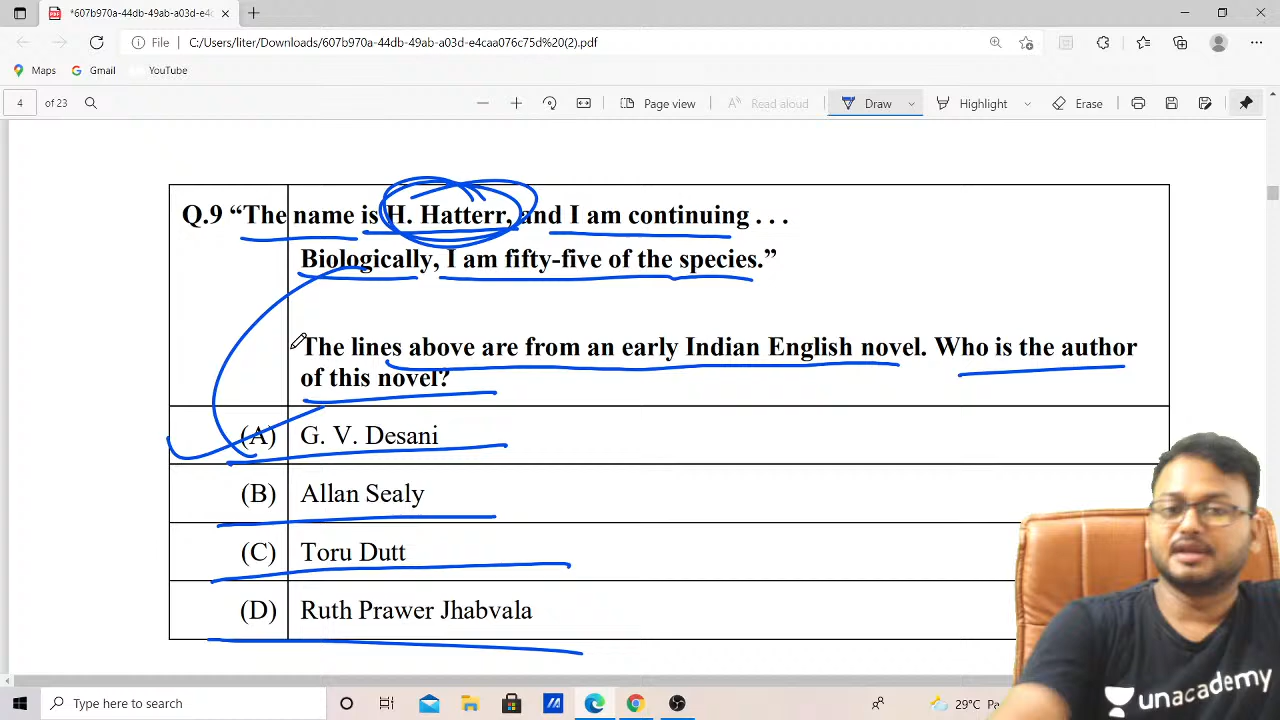 *607b970a-44db-49ab-a03d-e4c
File C:/Users/liter/Downloads/607b970a-44db-49ab-a03d-e4caa076c75d%20(2).pdf
Maps Gmail YouTube
4 of 23 Page view Read aloud Draw Highlight Erase
Q.9 “The name is H. Hatterr, and I am continuing . . .
Biologically, I am fifty-five of the species.”
The lines above are from an early Indian English novel. Who is the author
of this novel?
(A) G. V. Desani
(B) Allan Sealy
(C) Toru Dutt
(D) Ruth Prawer Jhabvala
unacademy
Type here to search 29°C